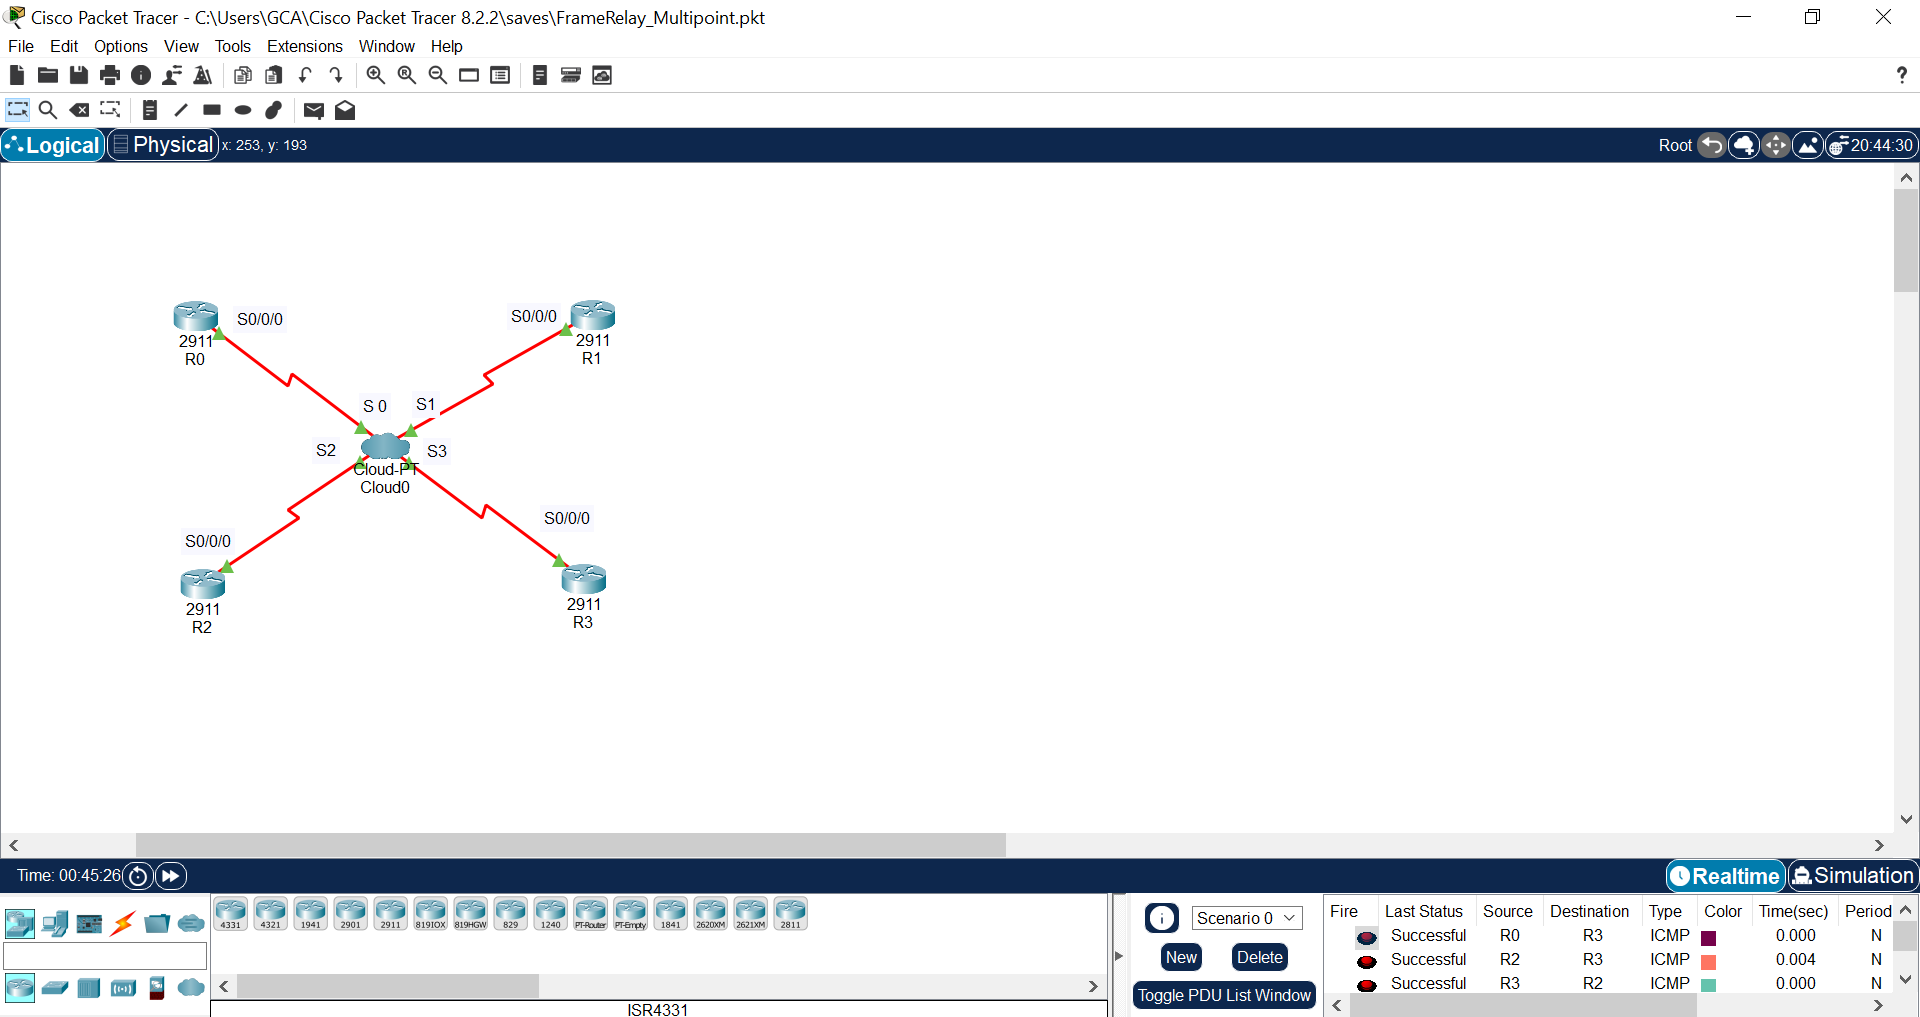 Cisco Packet Tracer - C:\Users\GCA\Cisco Packet Tracer 8.2.2\saves\FrameRelay_Multipoint.pkt
File Edit Options View Tools Extensions Window Help
?
Logical Physical x: 253, y: 193 Root 20:44:30
S0/0/0 S0/0/0
2911 2911
R0 R1
S 0 S1
S2 S3
Cloud-PT
Cloud0
S0/0/0
S0/0/0
2911 2911
R2 R3
Time: 00:45:26 Realtime Simulation
4331 4321 1941 2901 2911 819IOX 819HGW 829 1240 PT-Router PT-Empty 1841 2620XM 2621XM 2811
ISR4331
Scenario 0
New Delete
Toggle PDU List Window
Fire Last Status Source Destination Type Color Time(sec) Period
Successful R0 R3 ICMP 0.000 N
Successful R2 R3 ICMP 0.004 N
Successful R3 R2 ICMP 0.000 N